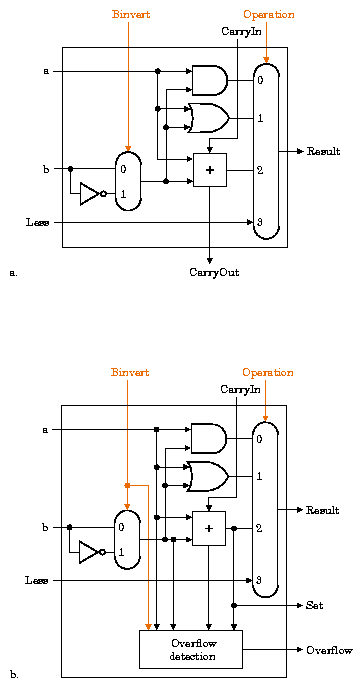 Binvert Operation
CarryIn
a
0
1
b 0 + 2 Result
1
Less 3
a. CarryOut
Binvert Operation
CarryIn
a
0
1
b 0 + 2 Result
1
Less 3
Set
Overflow
detection
Overflow
b.